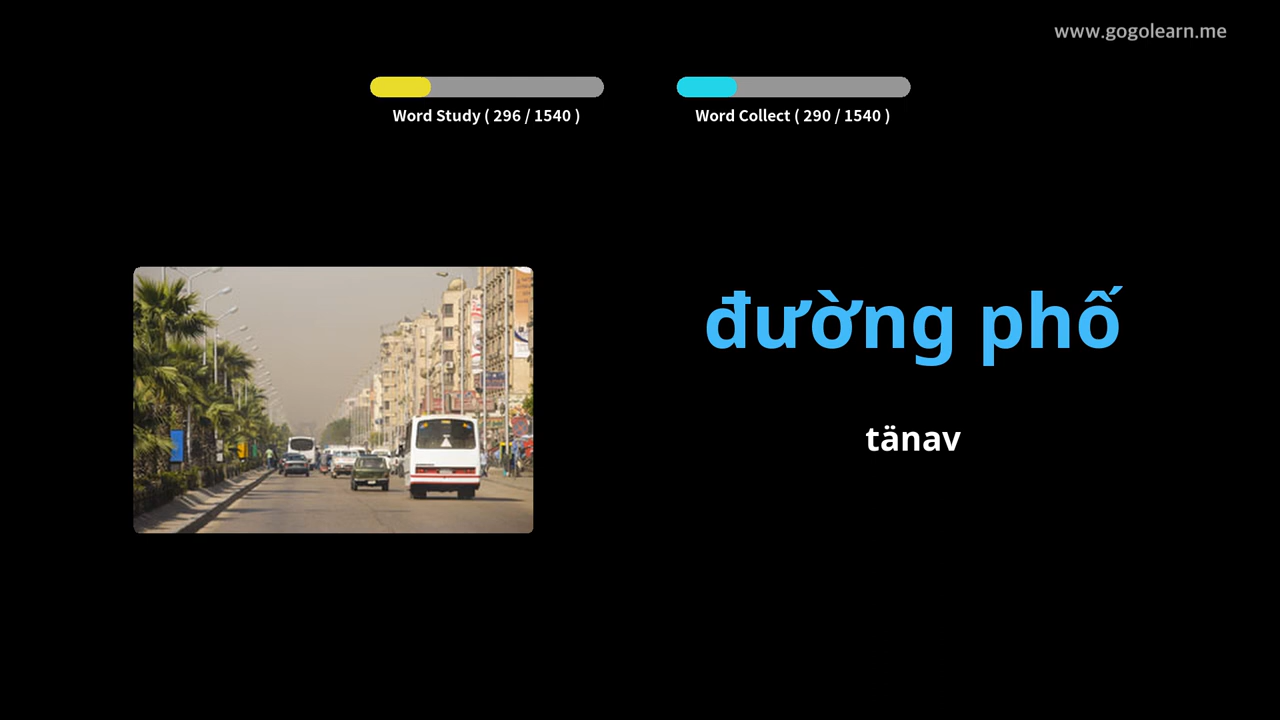 www.gogolearn.me
Word Study ( 296 / 1540 )
Word Collect ( 290 / 1540 )
đường phố
tänav